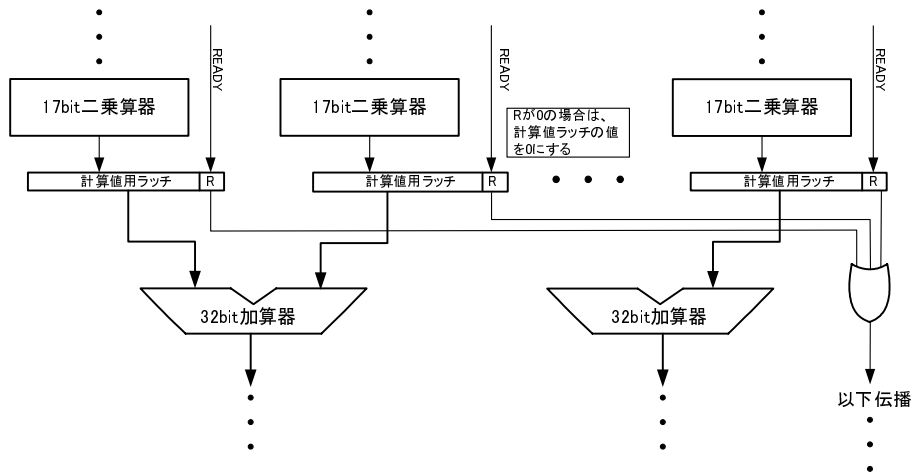 READY
READY
READY
17bit二乗算器
17bit二乗算器
17bit二乗算器
Rが0の場合は、
計算値ラッチの値
を0にする
計算値用ラッチ
R
計算値用ラッチ
R
計算値用ラッチ
R
32bit加算器
32bit加算器
以下伝播